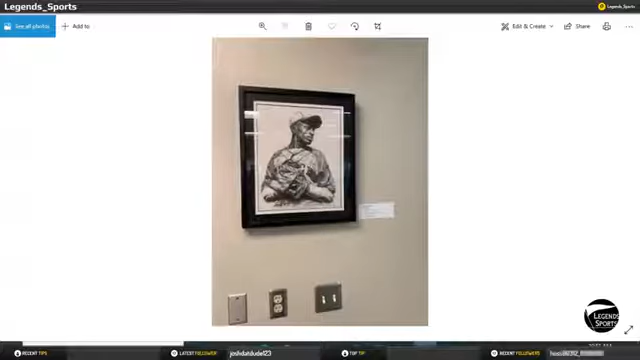 Legends_Sports
Legends_Sports
See all photos
Add to
Edit & Create
Share
LEGENDS
SPORTS
RECENT TIPS
LATEST FOLLOWER
joshdatdude123
TOP TIP
RECENT FOLLOWERS